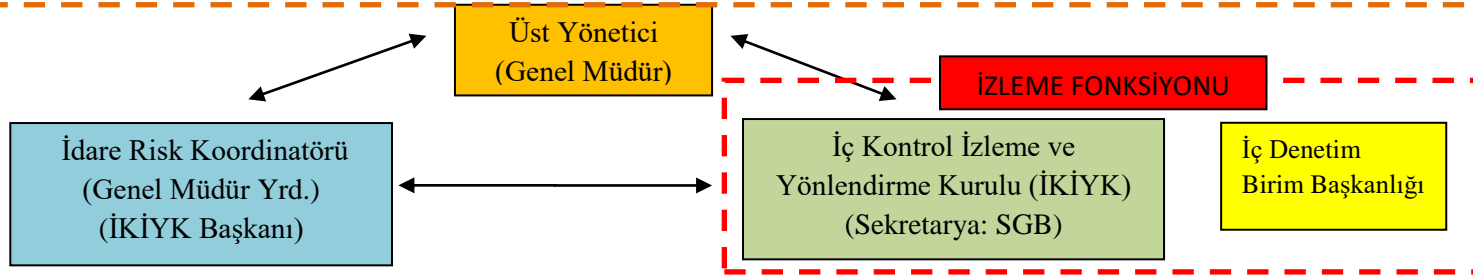 Üst Yönetici
(Genel Müdür)
İZLEME FONKSİYONU
İdare Risk Koordinatörü
(Genel Müdür Yrd.)
(İKİYK Başkanı)
İç Kontrol İzleme ve
Yönlendirme Kurulu (İKİYK)
(Sekretarya: SGB)
İç Denetim
Birim Başkanlığı